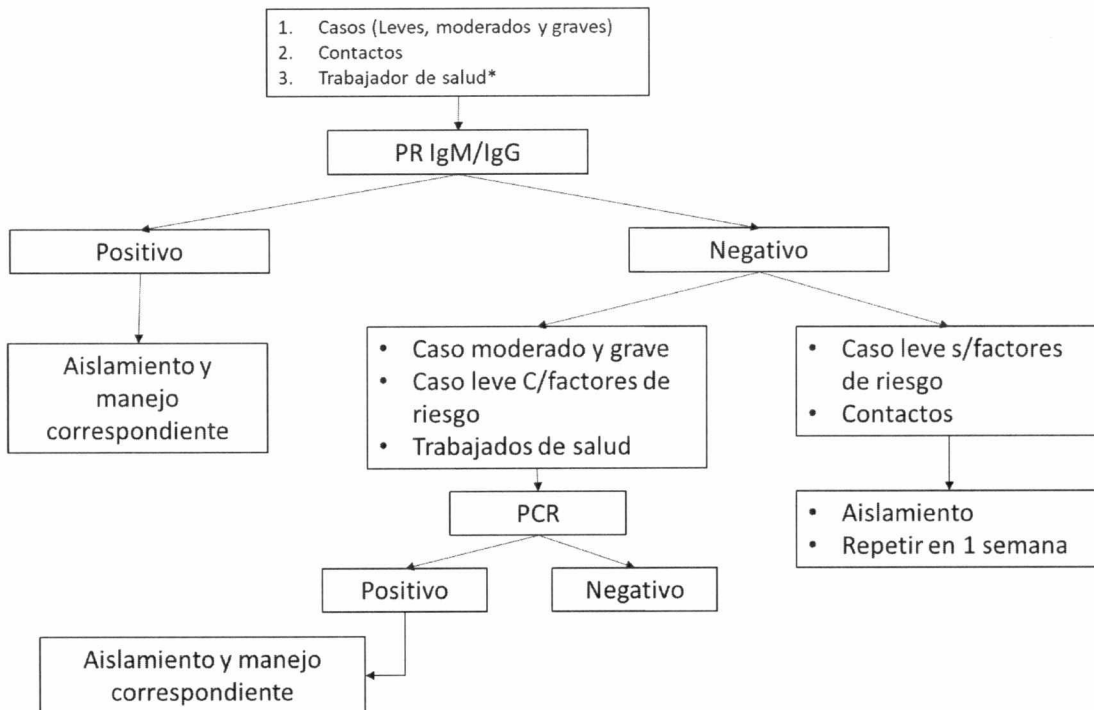 1. Casos (Leves, moderados y graves)
2. Contactos
3. Trabajador de salud*
PR IgM/IgG
Positivo
Negativo
Aislamiento y
manejo
correspondiente
• Caso moderado y grave
• Caso leve C/factores de
riesgo
• Trabajados de salud
• Caso leve s/factores
de riesgo
• Contactos
PCR
• Aislamiento
• Repetir en 1 semana
Positivo
Negativo
Aislamiento y manejo
correspondiente